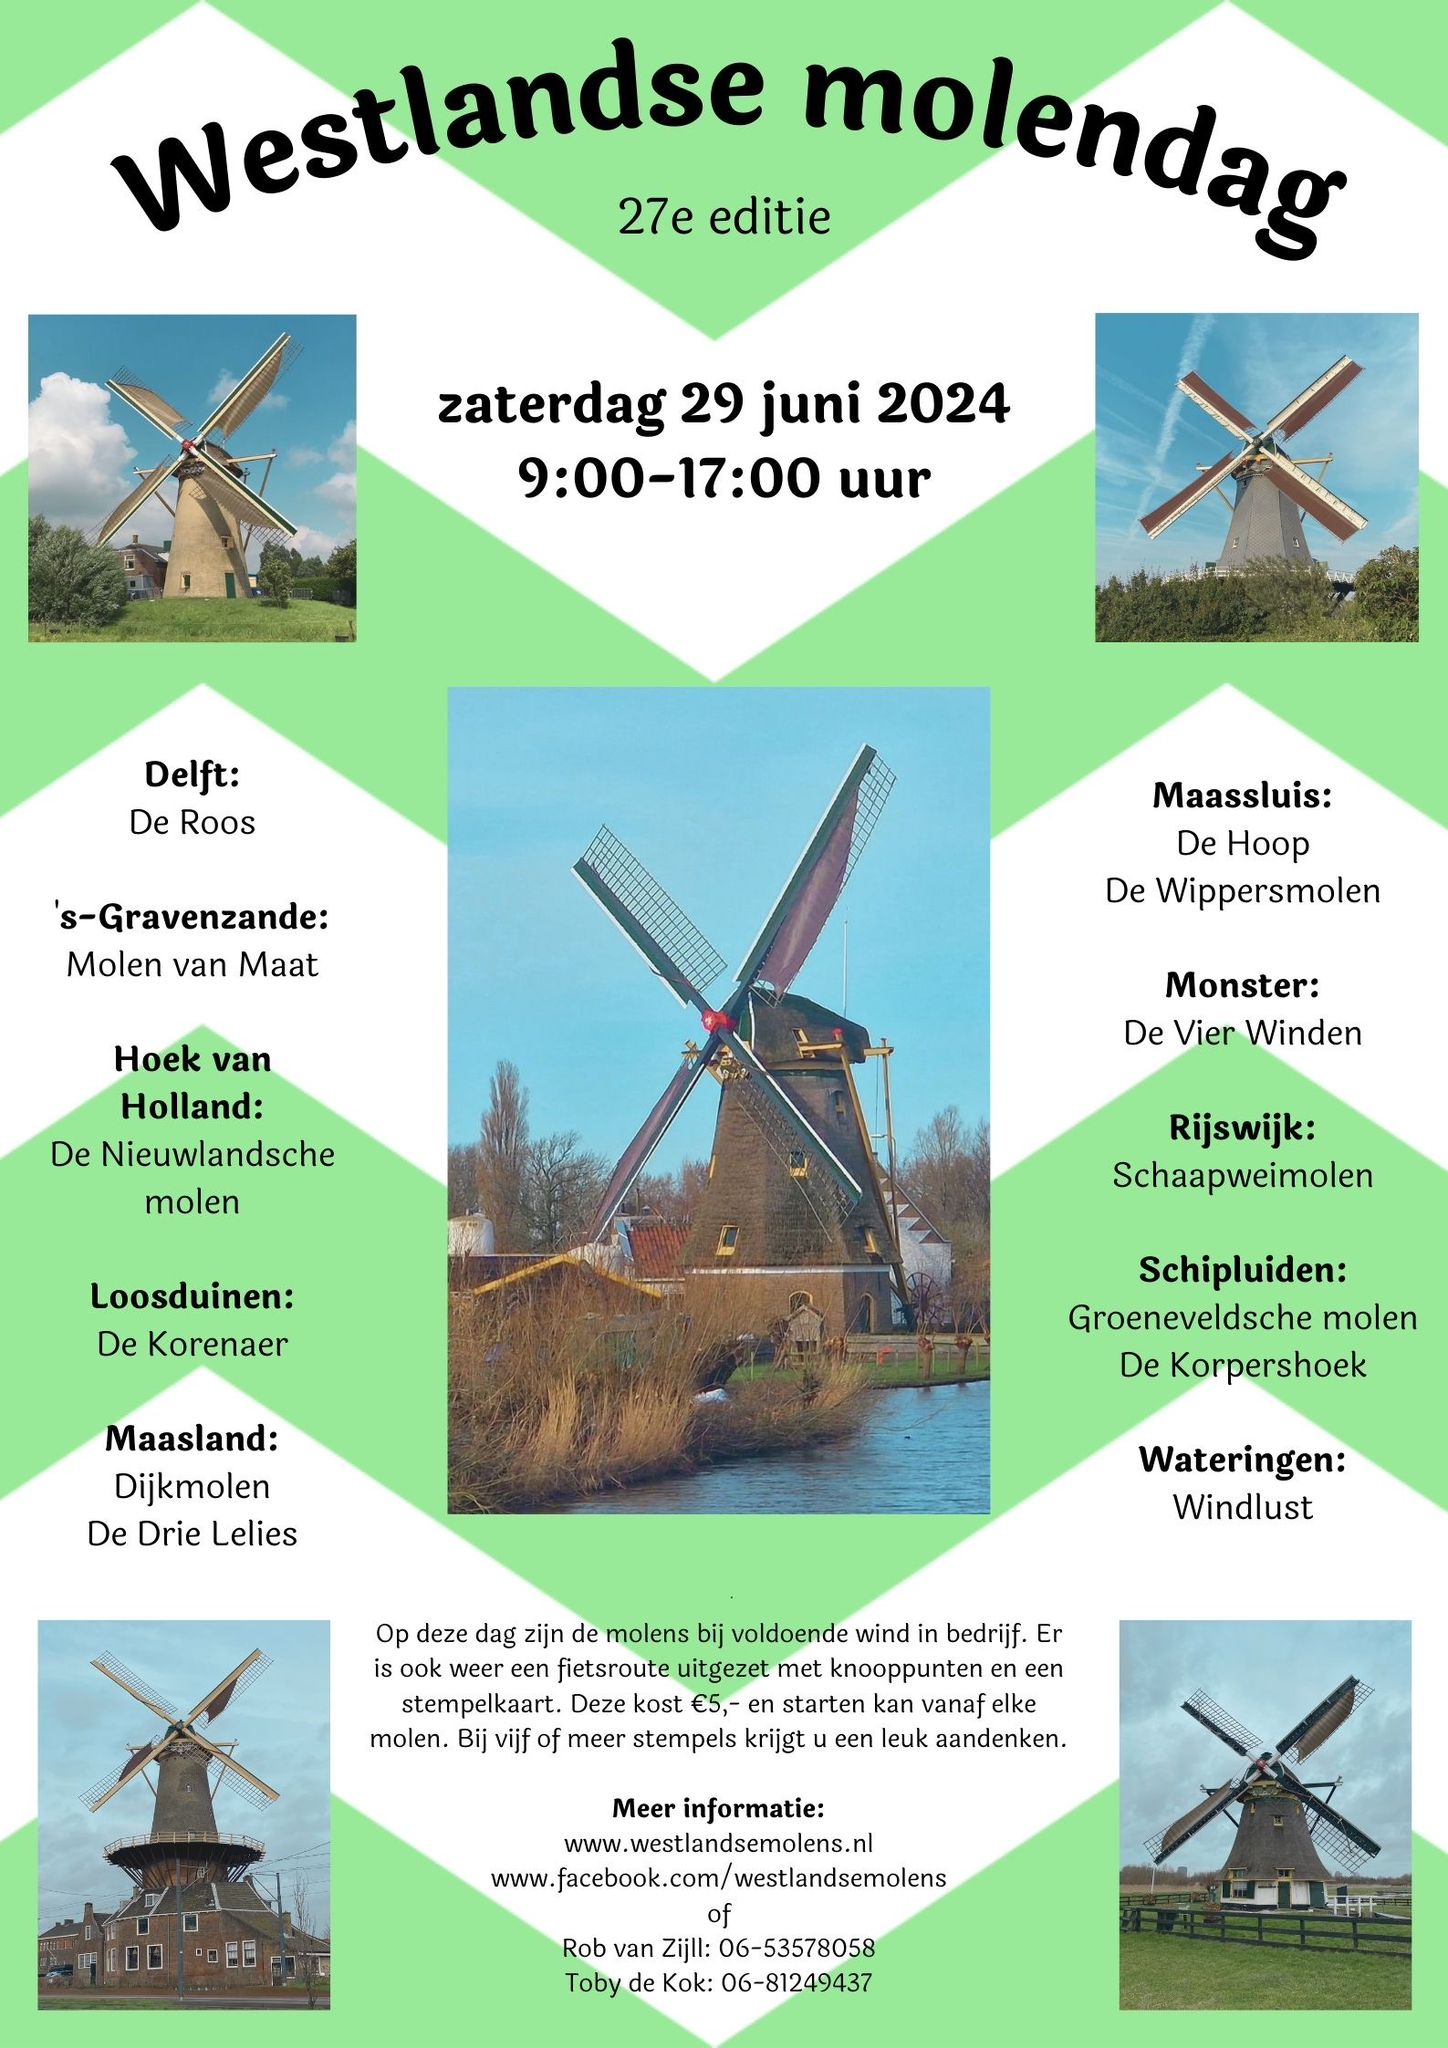 Westlandse molendag
27e editie
zaterdag 29 juni 2024
9:00-17:00 uur
Delft:
De Roos
's-Gravenzande:
Molen van Maat
Hoek van
Holland:
De Nieuwlandsche
molen
Loosduinen:
De Korenaer
Maasland:
Dijkmolen
De Drie Lelies
Maassluis:
De Hoop
De Wippersmolen
Monster:
De Vier Winden
Rijswijk:
Schaapweimolen
Schipluiden:
Groeneveldsche molen
De Korpershoek
Wateringen:
Windlust
.
Op deze dag zijn de molens bij voldoende wind in bedrijf. Er
is ook weer een fietsroute uitgezet met knooppunten en een
stempelkaart. Deze kost €5,- en starten kan vanaf elke
molen. Bij vijf of meer stempels krijgt u een leuk aandenken.
Meer informatie:
www.westlandsemolens.nl
www.facebook.com/westlandsemolens
of
Rob van Zijll: 06-53578058
Toby de Kok: 06-81249437